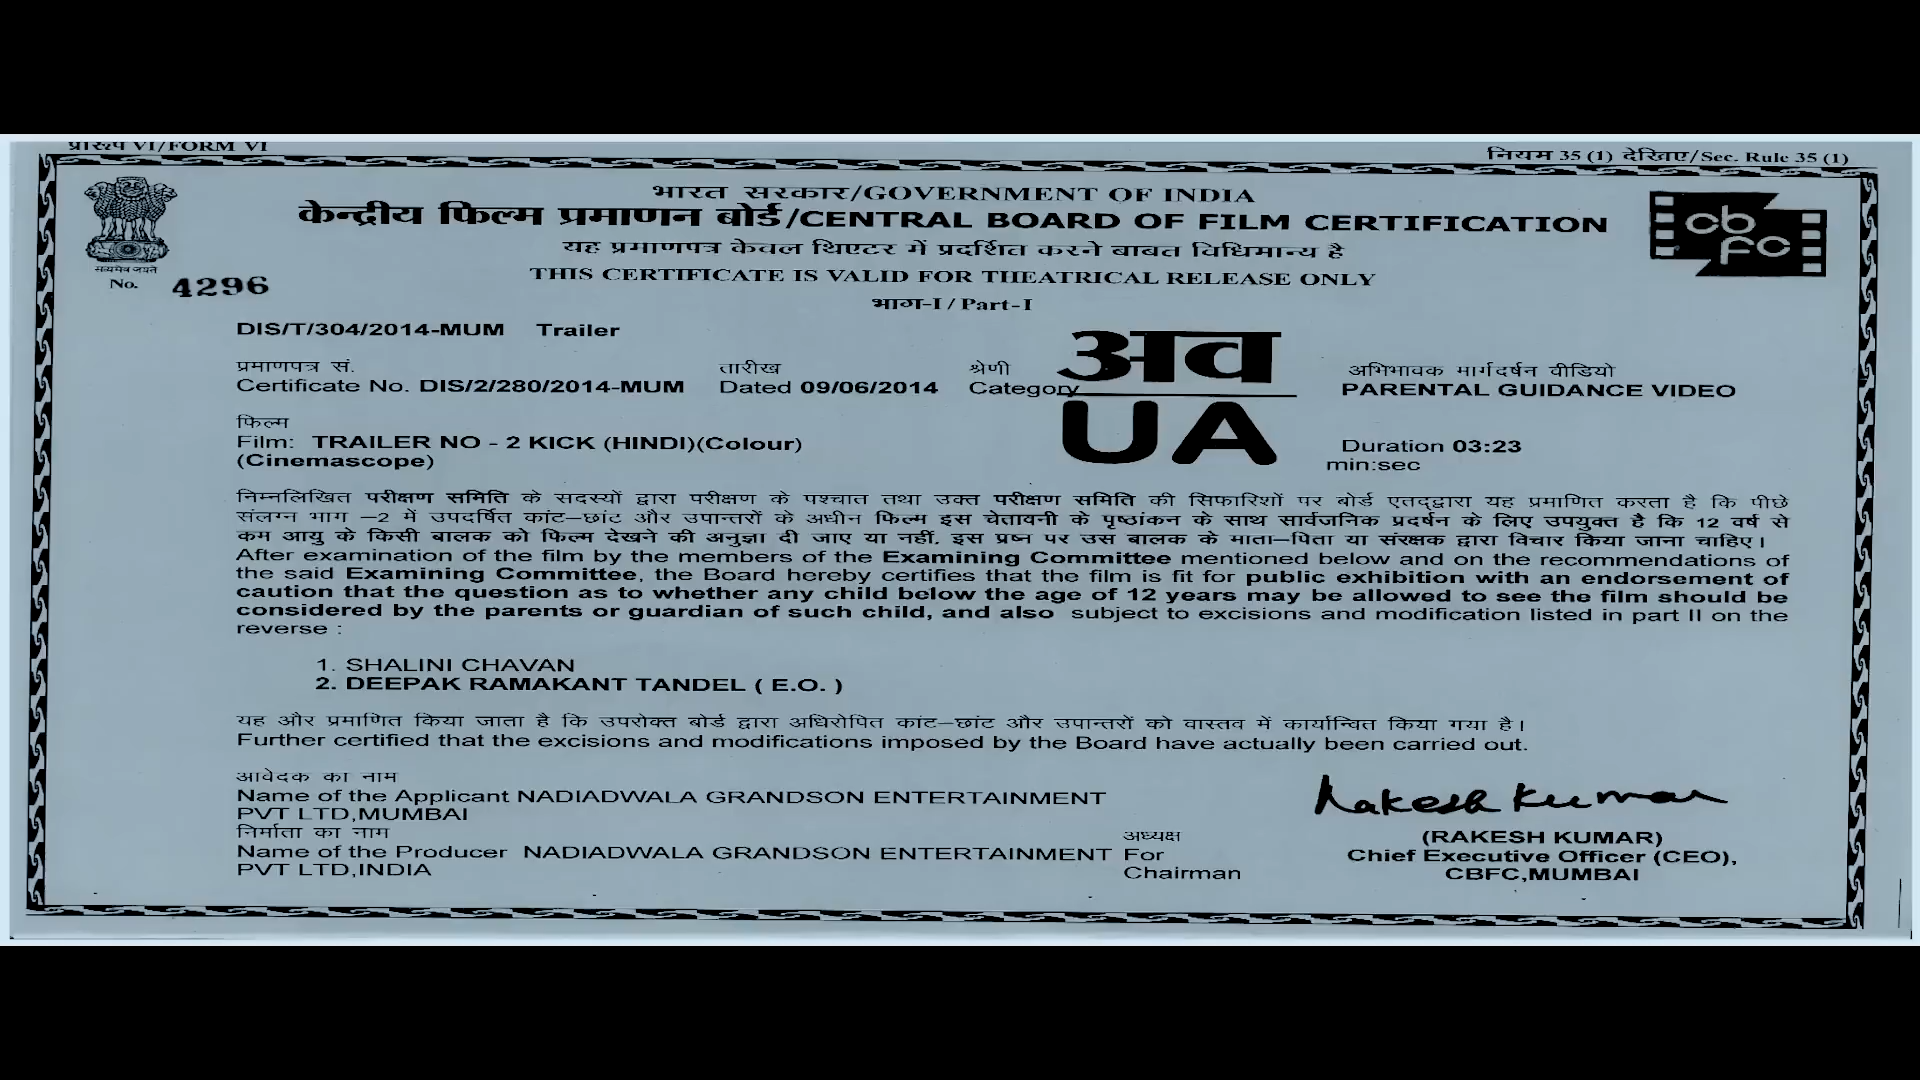 प्रारूप VI/FORM VI
नियम 35 (1) देखिए/Sec. Rule 35 (1)
भारत सरकार/GOVERNMENT OF INDIA
केन्द्रीय फिल्म प्रमाणन बोर्ड/CENTRAL BOARD OF FILM CERTIFICATION
cb
fc
यह प्रमाणपत्र केवल थिएटर में प्रदर्शित करने बाबत विधिमान्य है
सत्यमेव जयते
THIS CERTIFICATE IS VALID FOR THEATRICAL RELEASE ONLY
No. 4296
भाग-I / Part-I
DIS/T/304/2014-MUM Trailer
अव
UA
प्रमाणपत्र सं. तारीख श्रेणी अभिभावक मार्गदर्षन वीडियो
Certificate No. DIS/2/280/2014-MUM Dated 09/06/2014 Category PARENTAL GUIDANCE VIDEO
फिल्म
Film: TRAILER NO - 2 KICK (HINDI)(Colour) Duration 03:23
(Cinemascope) min:sec
निम्नलिखित परीक्षण समिति के सदस्यों द्वारा परीक्षण के पश्चात तथा उक्त परीक्षण समिति की सिफारिशों पर बोर्ड एतद्द्वारा यह प्रमाणित करता है कि पीछे
संलग्न भाग –2 में उपदर्षित कांट–छांट और उपान्तरों के अधीन फिल्म इस चेतावनी के पृष्ठांकन के साथ सार्वजनिक प्रदर्षन के लिए उपयुक्त है कि 12 वर्ष से
कम आयु के किसी बालक को फिल्म देखने की अनुज्ञा दी जाए या नहीं. इस प्रष्न पर उस बालक के माता–पिता या संरक्षक द्वारा विचार किया जाना चाहिए।
After examination of the film by the members of the Examining Committee mentioned below and on the recommendations of
the said Examining Committee, the Board hereby certifies that the film is fit for public exhibition with an endorsement of
caution that the question as to whether any child below the age of 12 years may be allowed to see the film should be
considered by the parents or guardian of such child, and also subject to excisions and modification listed in part II on the
reverse :
1. SHALINI CHAVAN
2. DEEPAK RAMAKANT TANDEL ( E.O. )
यह और प्रमाणित किया जाता है कि उपरोक्त बोर्ड द्वारा अधिरोपित कांट–छांट और उपान्तरों को वास्तव में कार्यान्वित किया गया है।
Further certified that the excisions and modifications imposed by the Board have actually been carried out.
आवेदक का नाम
Name of the Applicant NADIADWALA GRANDSON ENTERTAINMENT
PVT LTD,MUMBAI
निर्माता का नाम
Name of the Producer NADIADWALA GRANDSON ENTERTAINMENT
PVT LTD,INDIA
अध्यक्ष
For
Chairman
Rakesh Kumar
(RAKESH KUMAR)
Chief Executive Officer (CEO),
CBFC,MUMBAI